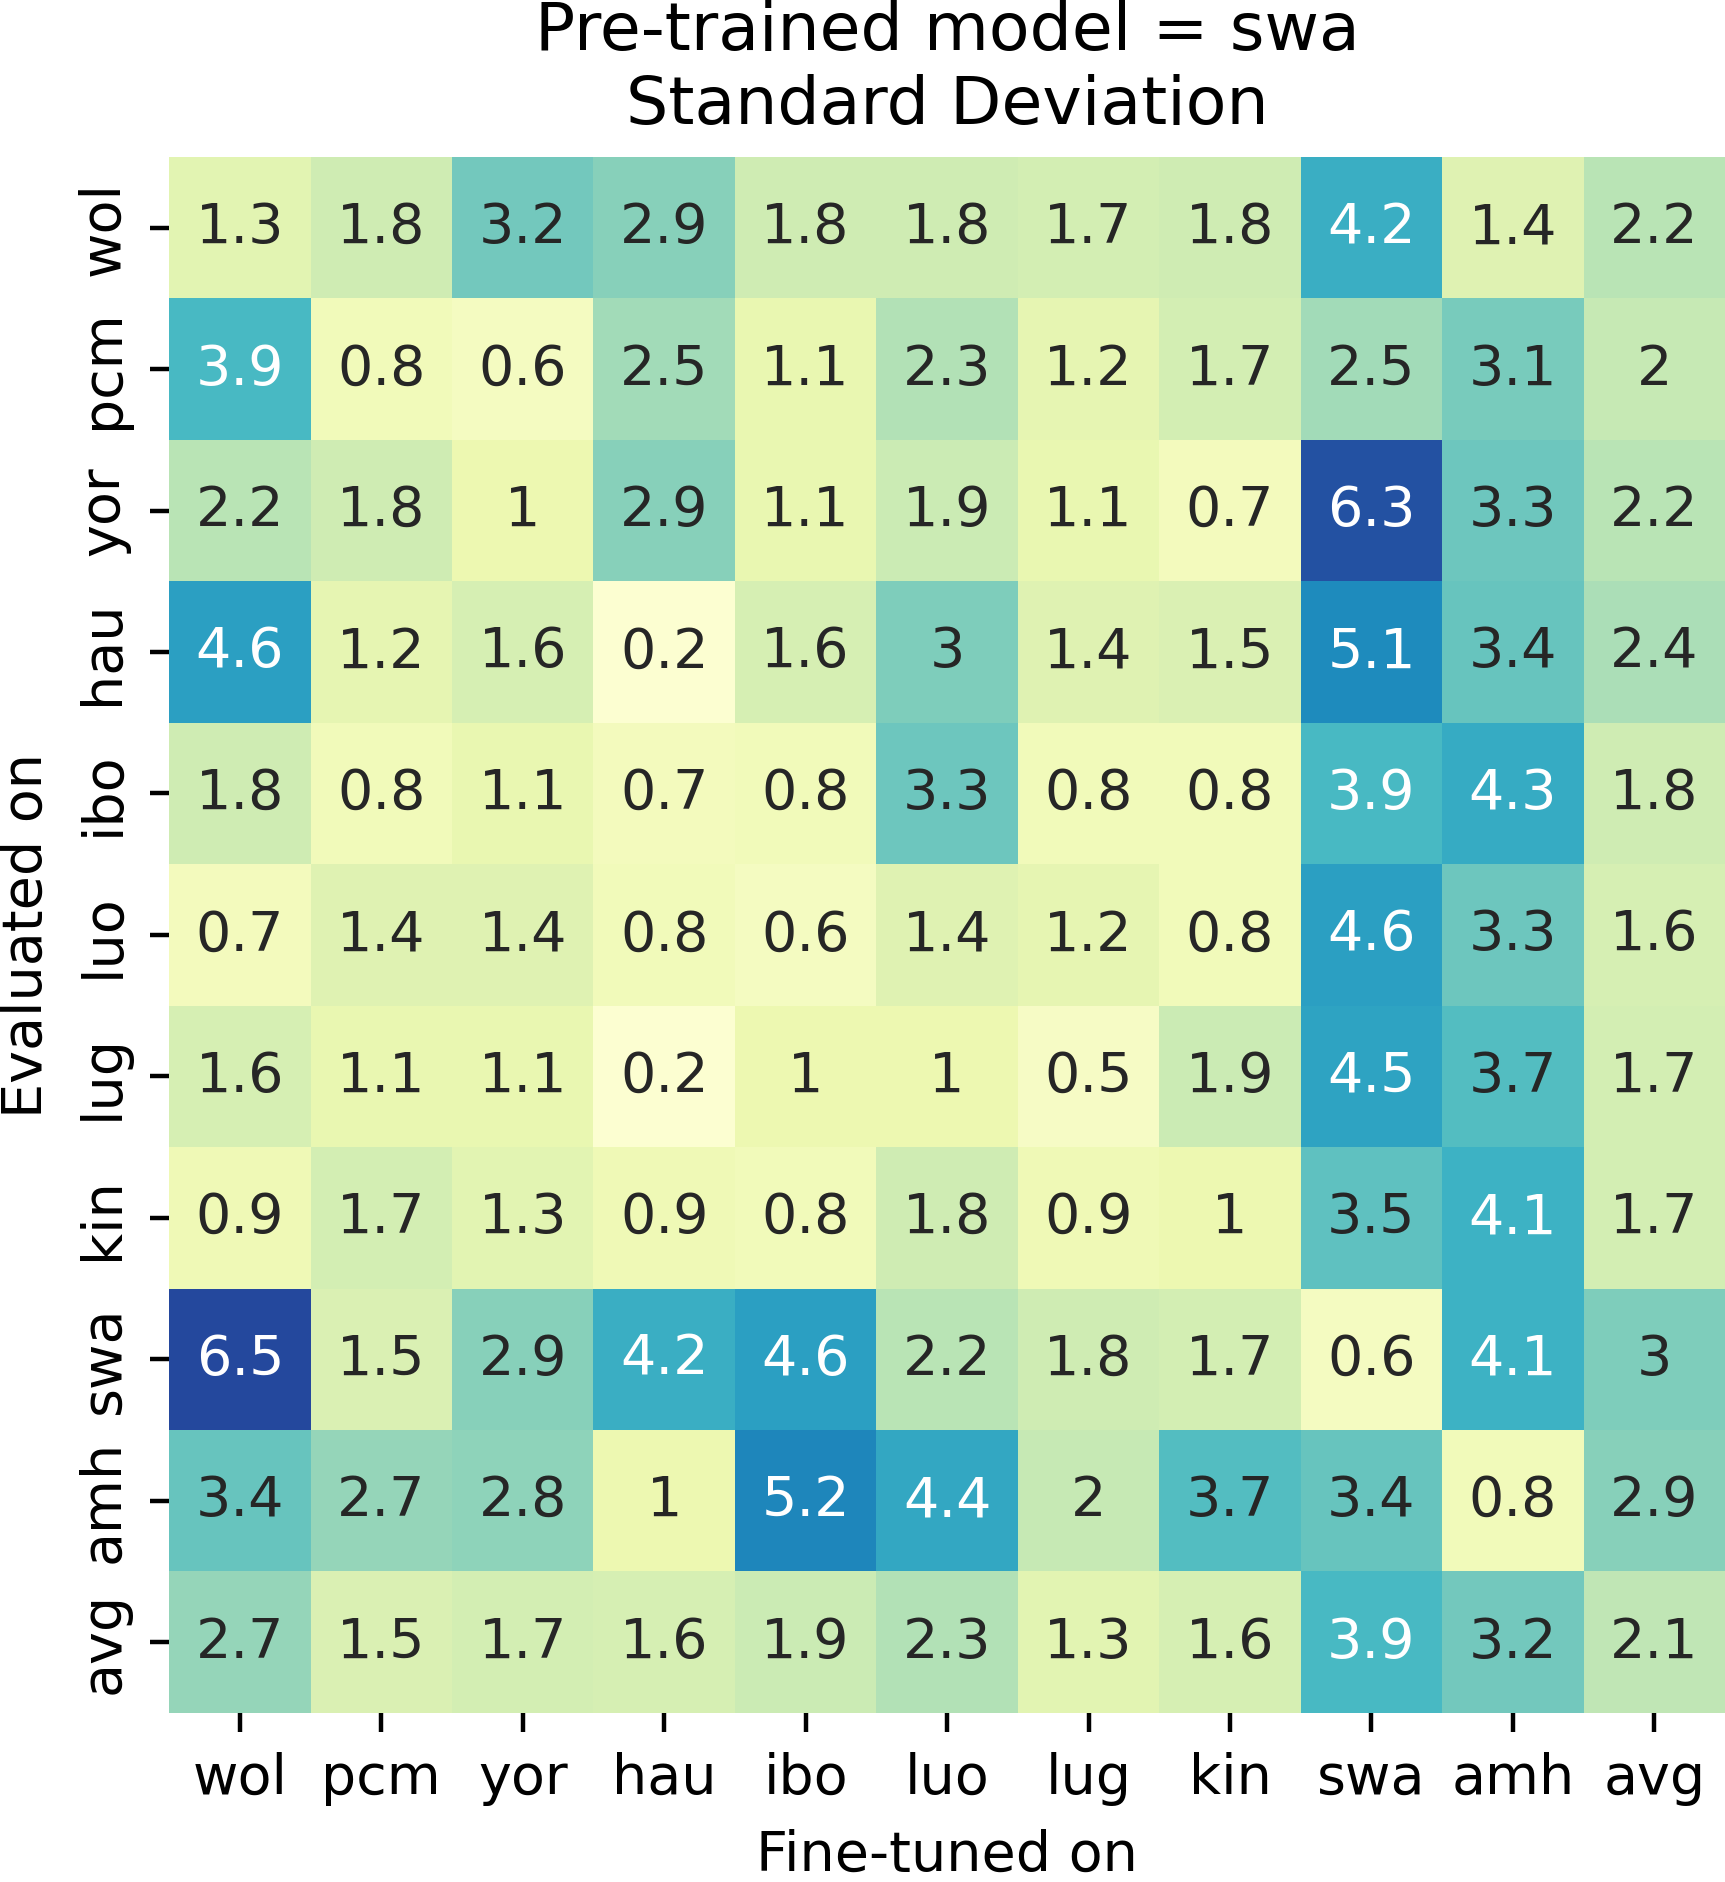 Pre-trained model = swa
Standard Deviation
Evaluated on
wol 1.3 1.8 3.2 2.9 1.8 1.8 1.7 1.8 4.2 1.4 2.2
pcm 3.9 0.8 0.6 2.5 1.1 2.3 1.2 1.7 2.5 3.1 2
yor 2.2 1.8 1 2.9 1.1 1.9 1.1 0.7 6.3 3.3 2.2
hau 4.6 1.2 1.6 0.2 1.6 3 1.4 1.5 5.1 3.4 2.4
ibo 1.8 0.8 1.1 0.7 0.8 3.3 0.8 0.8 3.9 4.3 1.8
luo 0.7 1.4 1.4 0.8 0.6 1.4 1.2 0.8 4.6 3.3 1.6
lug 1.6 1.1 1.1 0.2 1 1 0.5 1.9 4.5 3.7 1.7
kin 0.9 1.7 1.3 0.9 0.8 1.8 0.9 1 3.5 4.1 1.7
swa 6.5 1.5 2.9 4.2 4.6 2.2 1.8 1.7 0.6 4.1 3
amh 3.4 2.7 2.8 1 5.2 4.4 2 3.7 3.4 0.8 2.9
avg 2.7 1.5 1.7 1.6 1.9 2.3 1.3 1.6 3.9 3.2 2.1
wol pcm yor hau ibo luo lug kin swa amh avg
Fine-tuned on